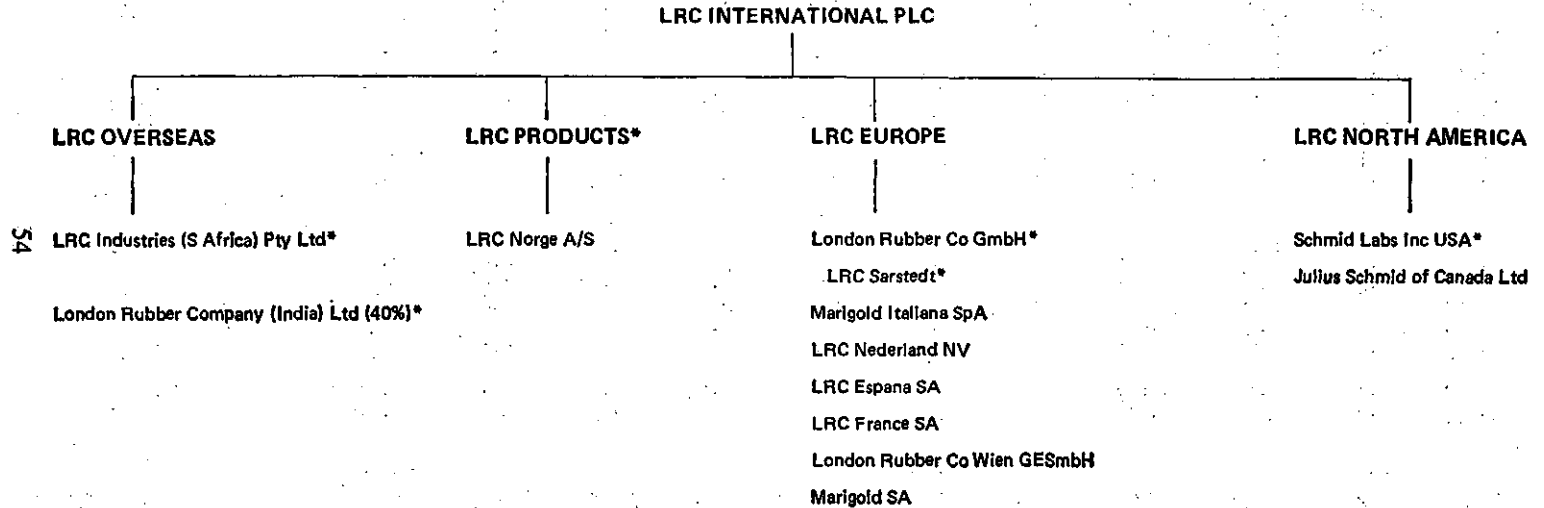 LRC INTERNATIONAL PLC
LRC OVERSEAS
LRC PRODUCTS*
LRC EUROPE
LRC NORTH AMERICA
LRC Industries (S Africa) Pty Ltd*
London Rubber Company (India) Ltd (40%)*
LRC Norge A/S
London Rubber Co GmbH*
LRC Sarstedt*
Marigold Italiana SpA
LRC Nederland NV
LRC Espana SA
LRC France SA
London Rubber Co Wien GESmbH
Marigold SA
Schmid Labs Inc USA*
Julius Schmid of Canada Ltd
54